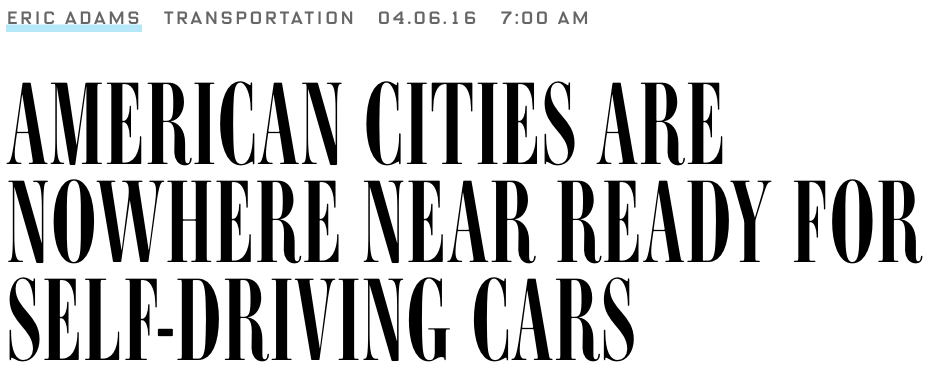 ERIC ADAMS TRANSPORTATION 04.06.16 7:00 AM
AMERICAN CITIES ARE
NOWHERE NEAR READY FOR
SELF-DRIVING CARS